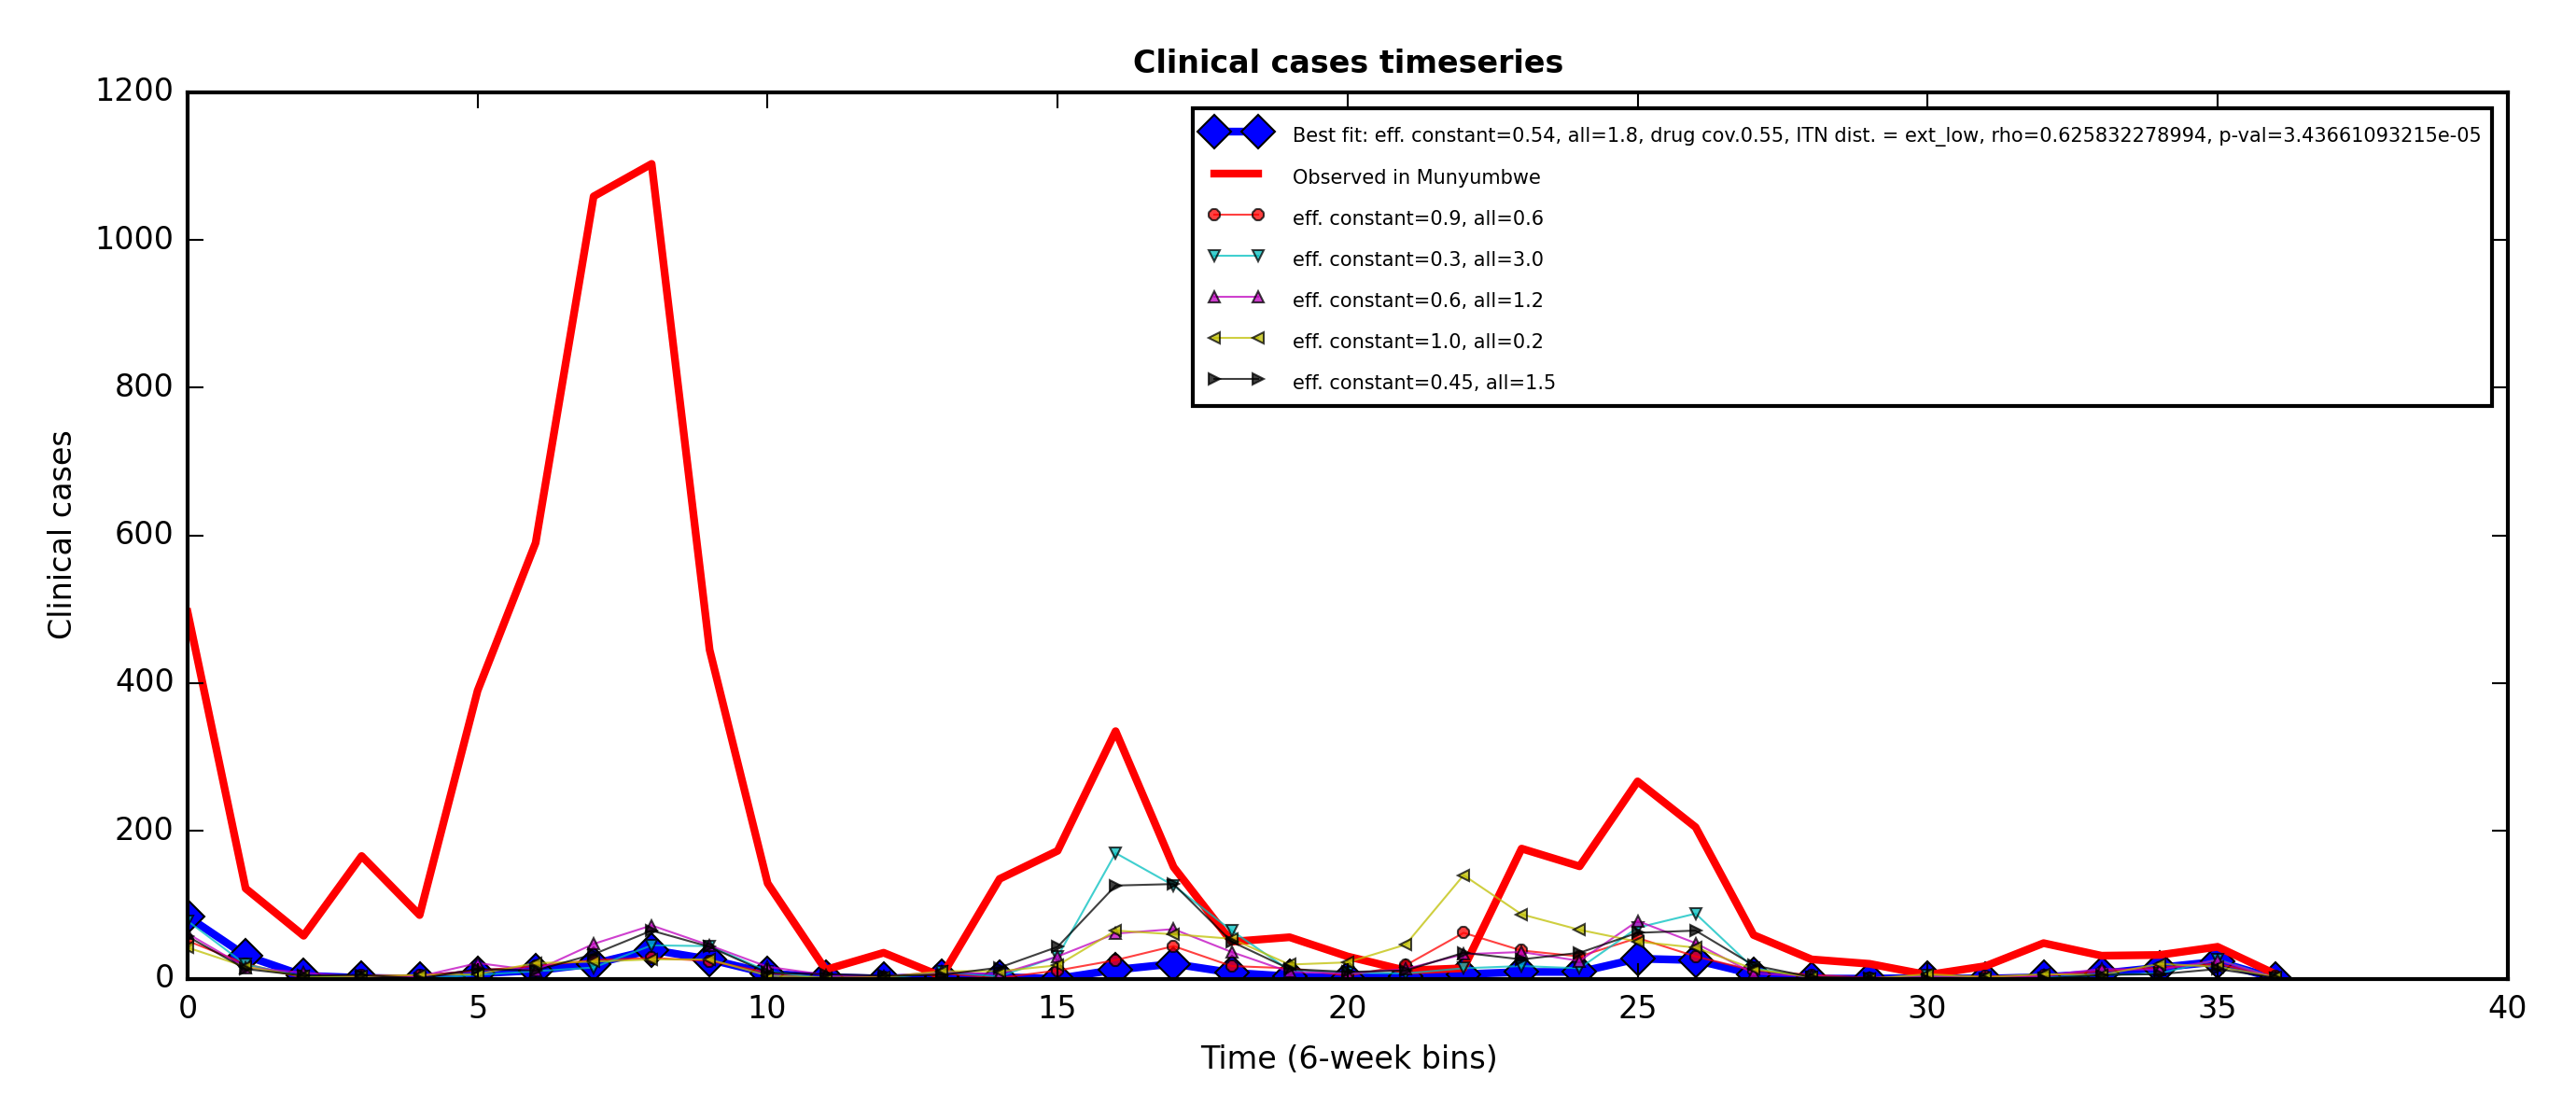 Clinical cases timeseries
1200
1000
800
600
400
200
0
Clinical cases
Best fit: eff. constant=0.54, all=1.8, drug cov.0.55, ITN dist. = ext_low, rho=0.625832278994, p-val=3.43661093215e-05
Observed in Munyumbwe
eff. constant=0.9, all=0.6
eff. constant=0.3, all=3.0
eff. constant=0.6, all=1.2
eff. constant=1.0, all=0.2
eff. constant=0.45, all=1.5
0 5 10 15 20 25 30 35 40
Time (6-week bins)